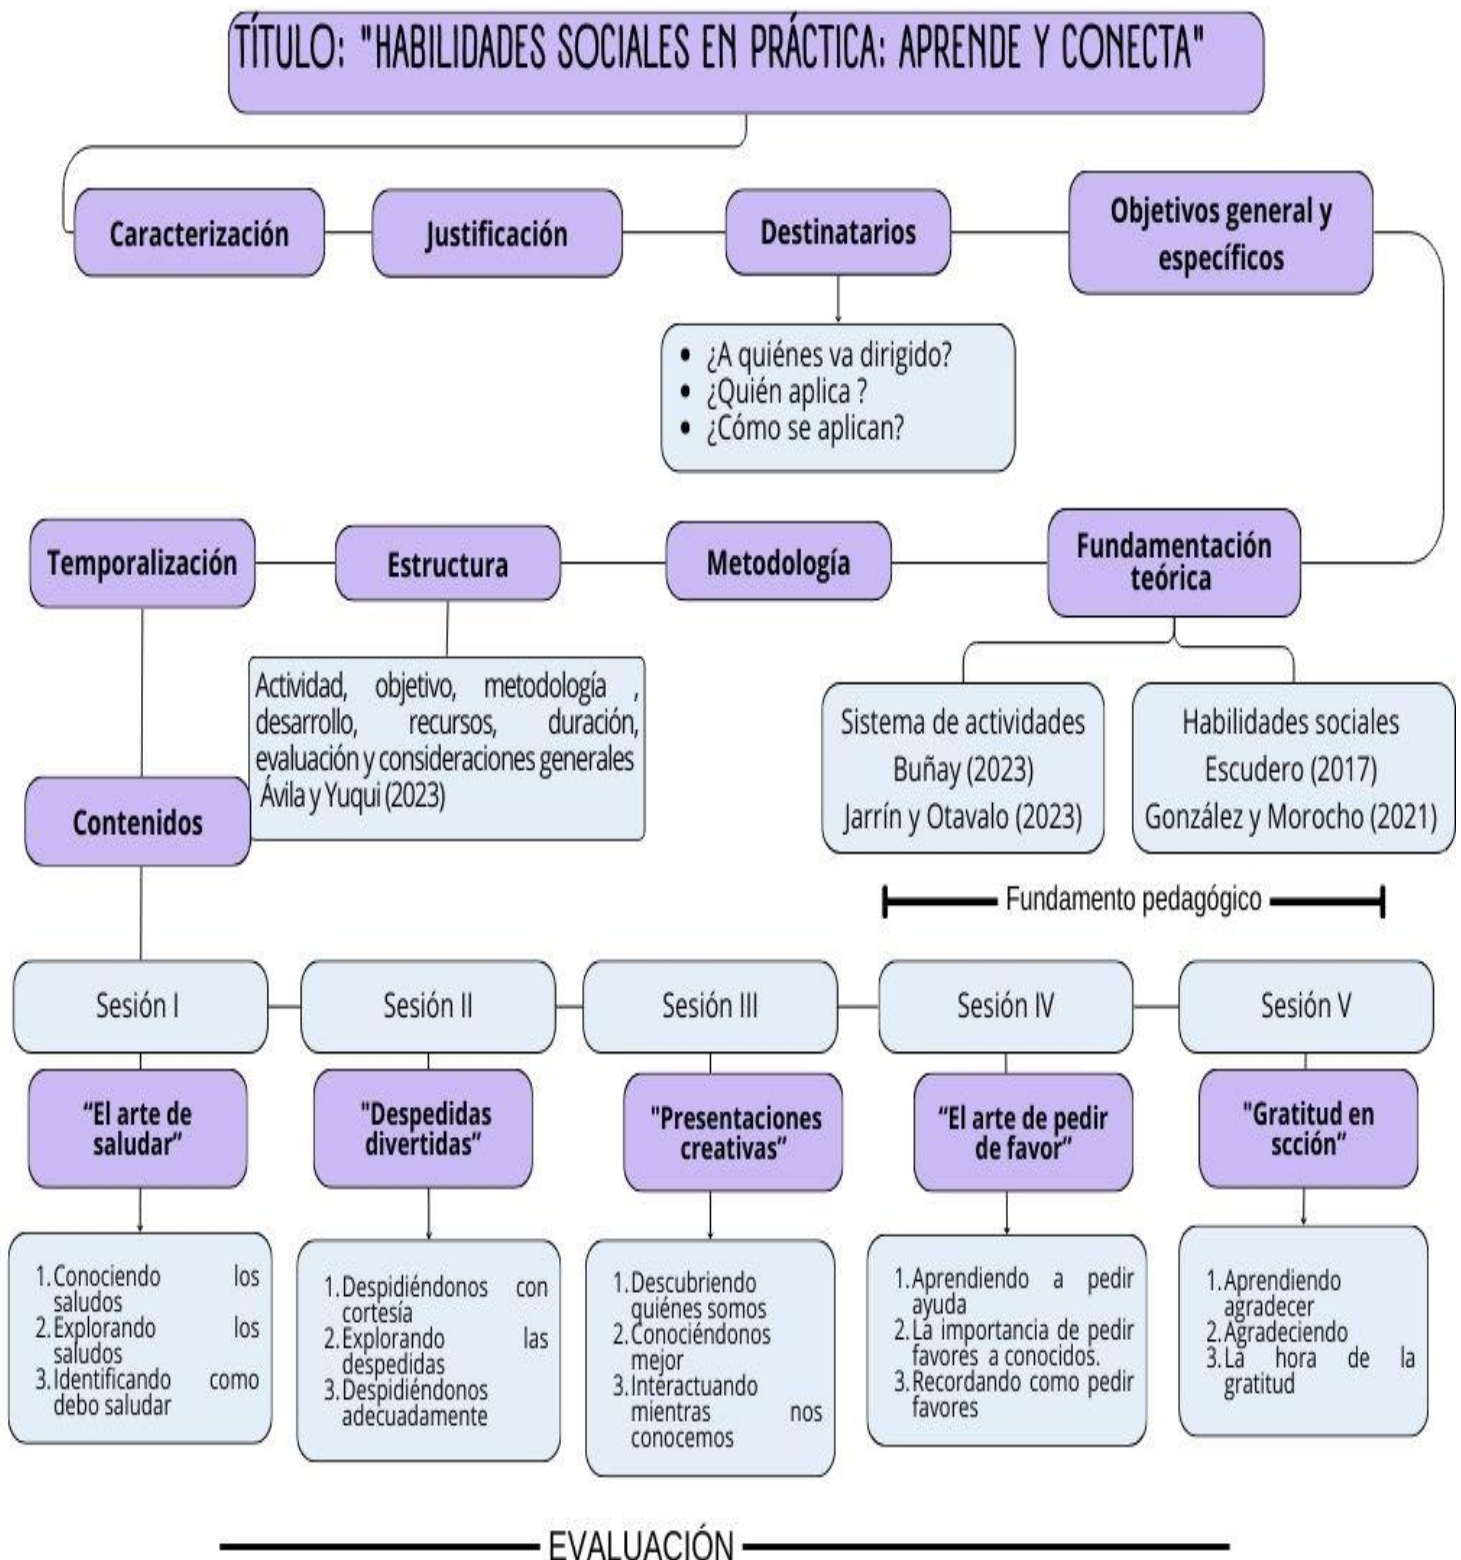 TÍTULO: "HABILIDADES SOCIALES EN PRÁCTICA: APRENDE Y CONECTA"
Caracterización
Justificación
Destinatarios
Objetivos general y
específicos
• ¿A quiénes va dirigido?
• ¿Quién aplica ?
• ¿Cómo se aplican?
Temporalización
Estructura
Metodología
Fundamentación
teórica
Actividad, objetivo, metodología ,
desarrollo, recursos, duración,
evaluación y consideraciones generales
Ávila y Yuqui (2023)
Sistema de actividades
Buñay (2023)
Jarrín y Otavalo (2023)
Habilidades sociales
Escudero (2017)
González y Morocho (2021)
Contenidos
Fundamento pedagógico
Sesión I
Sesión II
Sesión III
Sesión IV
Sesión V
“El arte de
saludar”
"Despedidas
divertidas”
"Presentaciones
creativas”
“El arte de pedir
de favor”
"Gratitud en
scción”
1. Conociendo los
saludos
2. Explorando los
saludos
3. Identificando como
debo saludar
1. Despidiéndonos con
cortesía
2. Explorando las
despedidas
3. Despidiéndonos
adecuadamente
1. Descubriendo
quiénes somos
2. Conociéndonos
mejor
3. Interactuando
mientras nos
conocemos
1. Aprendiendo a pedir
ayuda
2. La importancia de pedir
favores a conocidos.
3. Recordando como pedir
favores
1. Aprendiendo
agradecer
2. Agradeciendo
3. La hora de la
gratitud
EVALUACIÓN